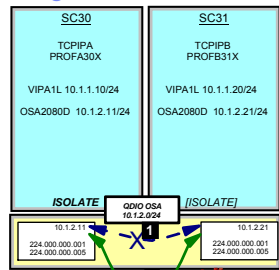 SC30
TCPIPA
PROFA30X
VIPA1L 10.1.1.10/24
OSA2080D 10.1.2.11/24
ISOLATE
SC31
TCPIPB
PROFB31X
VIPA1L 10.1.1.20/24
OSA2080D 10.1.2.21/24
[ISOLATE]
QDIO OSA
10.1.2.0/24
10.1.2.11
224.000.000.001
224.000.000.005
X
1
10.1.2.21
224.000.000.001
224.000.000.005